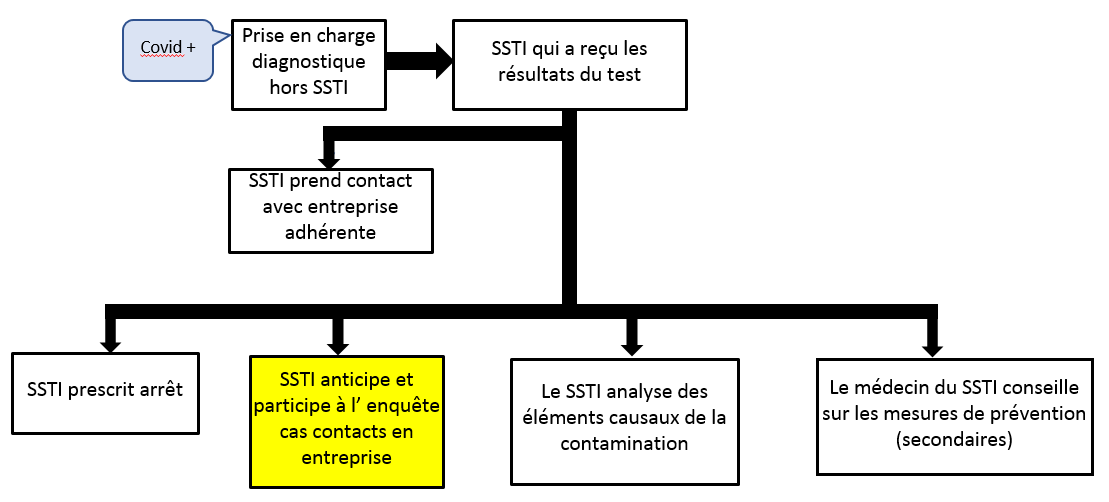 Covid +
Prise en charge
diagnostique
hors SSTI
SSTI qui a reçu les
résultats du test
SSTI prend contact
avec entreprise
adhérente
SSTI prescrit arrêt
SSTI anticipe et
participe à l’ enquête
cas contacts en
entreprise
Le SSTI analyse des
éléments causaux de la
contamination
Le médecin du SSTI conseille
sur les mesures de prévention
(secondaires)